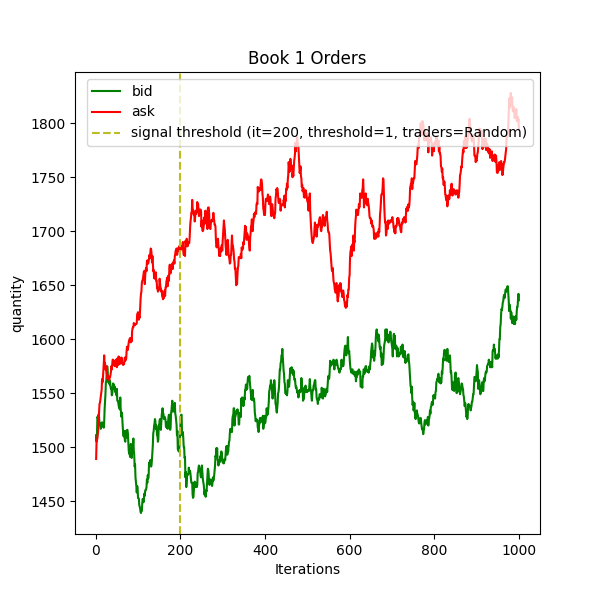 Book 1 Orders
bid
ask
signal threshold (it=200, threshold=1, traders=Random)
1800
1750
1700
1650
1600
1550
1500
1450
quantity
0 200 400 600 800 1000
Iterations